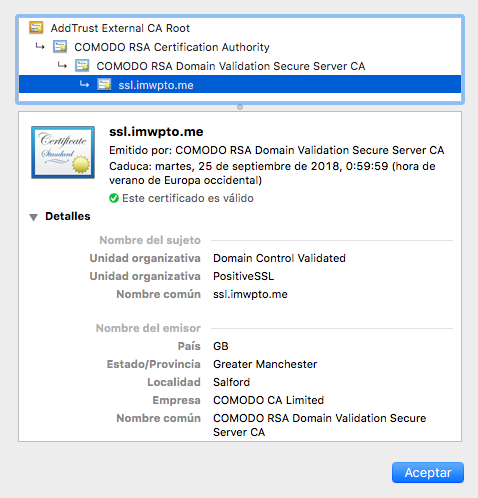 AddTrust External CA Root
COMODO RSA Certification Authority
COMODO RSA Domain Validation Secure Server CA
ssl.imwpto.me
Certificate
Standard
ssl.imwpto.me
Emitido por: COMODO RSA Domain Validation Secure Server CA
Caduca: martes, 25 de septiembre de 2018, 0:59:59 (hora de
verano de Europa occidental)
Este certificado es válido
Detalles
Nombre del sujeto
Unidad organizativa Domain Control Validated
Unidad organizativa PositiveSSL
Nombre común ssl.imwpto.me
Nombre del emisor
País GB
Estado/Provincia Greater Manchester
Localidad Salford
Empresa COMODO CA Limited
Nombre común COMODO RSA Domain Validation Secure
Server CA
Aceptar